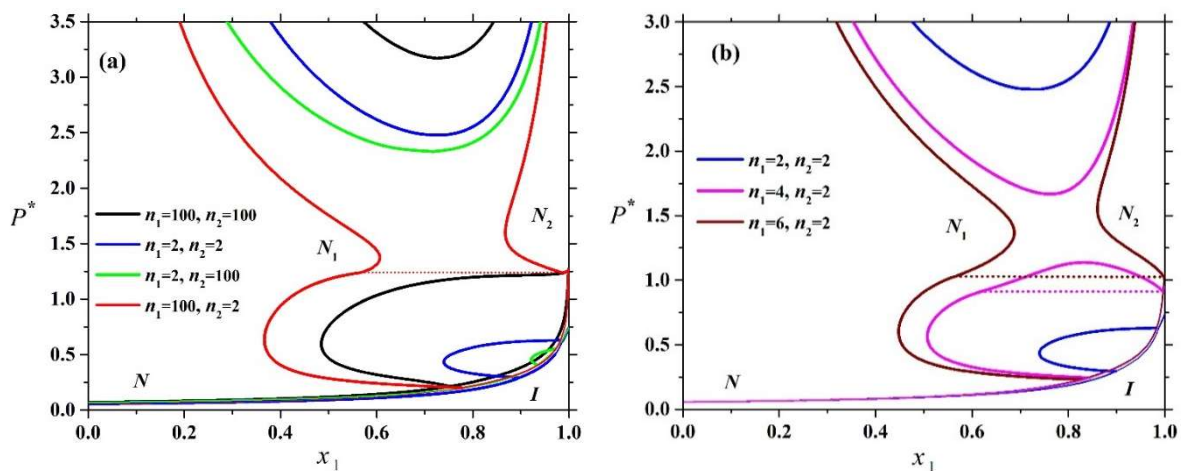 (a)
3.5
3.0
2.5
2.0
1.5
1.0
0.5
0.0
P*
n₁=100, n₂=100
n₁=2, n₂=2
n₁=2, n₂=100
n₁=100, n₂=2
N₁
N₂
N
I
0.0 0.2 0.4 0.6 0.8 1.0
x₁
(b)
3.0
2.5
2.0
1.5
1.0
0.5
0.0
P*
n₁=2, n₂=2
n₁=4, n₂=2
n₁=6, n₂=2
N₁
N₂
N
I
0.0 0.2 0.4 0.6 0.8 1.0
x₁